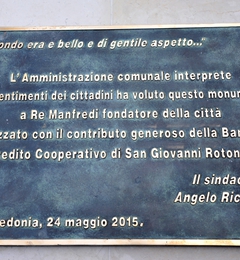 ondo era e bello e di gentile aspetto..."
L'Amministrazione comunale interprete
entimenti dei cittadini ha voluto questo monu
a Re Manfredi fondatore della città
zzato con il contributo generoso della Ba
redito Cooperativo di San Giovanni Roton
Il sindac
Angelo Ric
edonia, 24 maggio 2015.